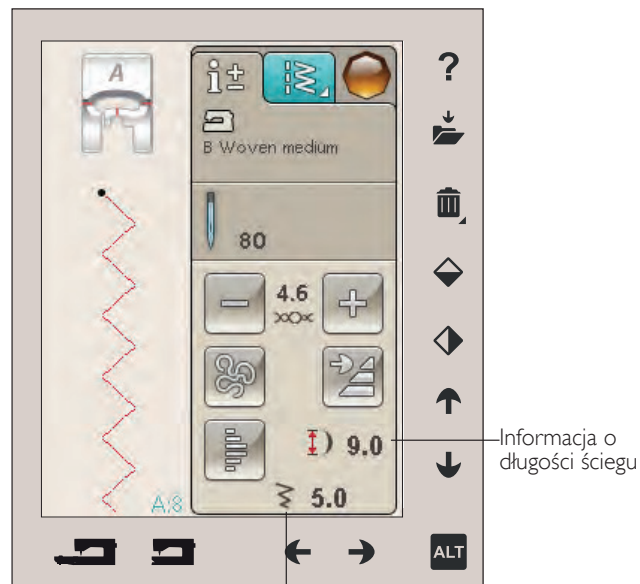 A
i±
?
B Woven medium
80
4.6
9.0
Informacja o
długości ściegu
A:8
5.0
ALT